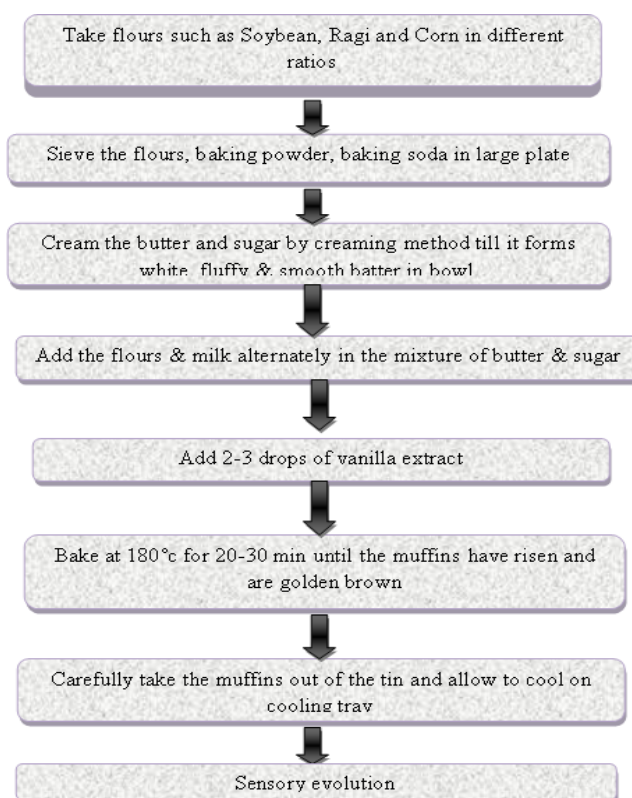 Take flours such as Soybean, Ragi and Corn in different
ratios
Sieve the flours, baking powder, baking soda in large plate
Cream the butter and sugar by creaming method till it forms
white, fluffy & smooth batter in bowl
Add the flours & milk alternately in the mixture of butter & sugar
Add 2-3 drops of vanilla extract
Bake at 180°c for 20-30 min until the muffins have risen and
are golden brown
Carefully take the muffins out of the tin and allow to cool on
cooling tray
Sensory evolution